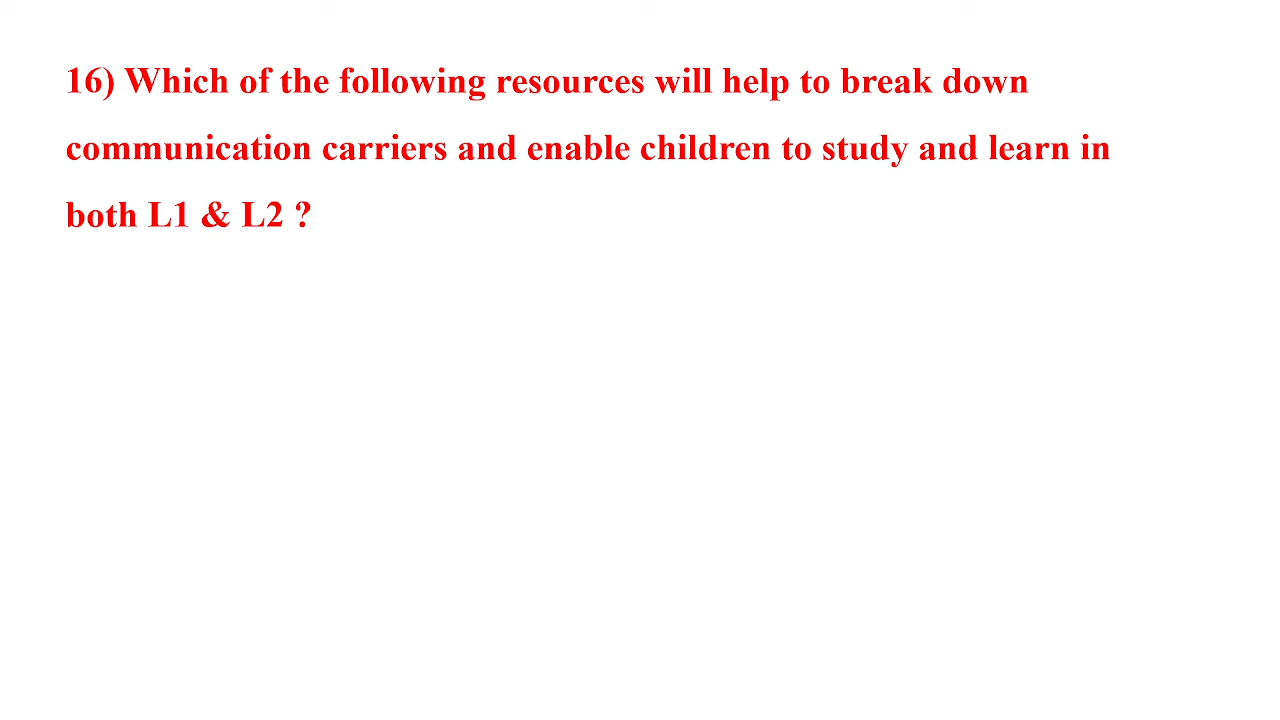 16) Which of the following resources will help to break down
communication carriers and enable children to study and learn in
both L1 & L2 ?